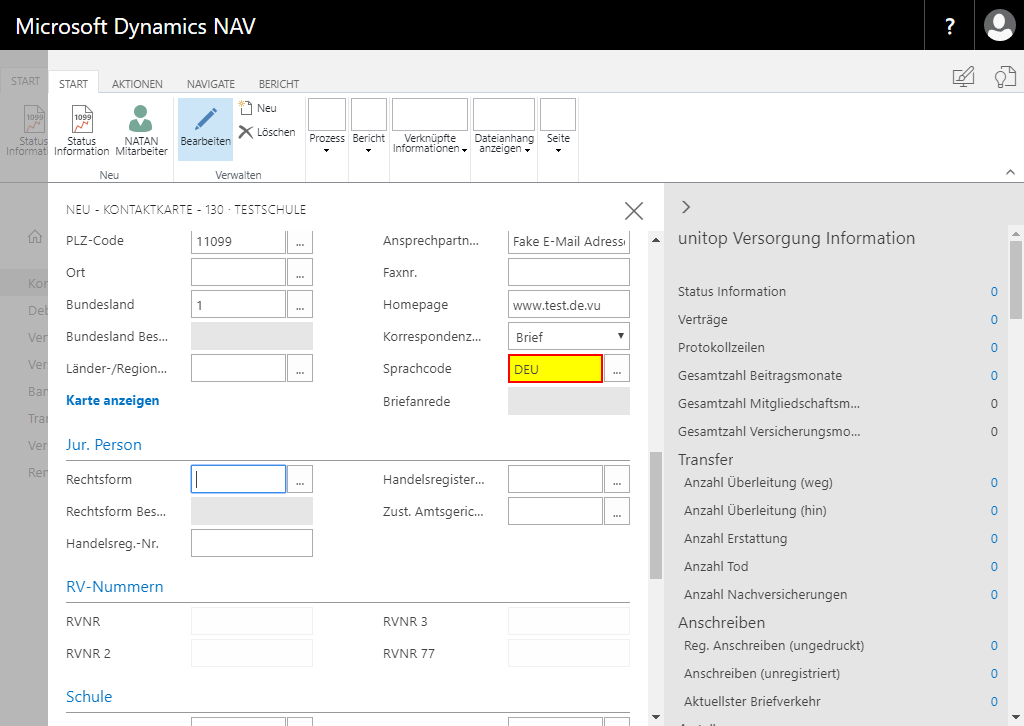 Microsoft Dynamics NAV
?
START
START
AKTIONEN
NAVIGATE
BERICHT
1099
Status
Informat
1099
Status
Information
NATAN
Mitarbeiter
Neu
Bearbeiten
Neu
Löschen
Verwalten
Prozess
Bericht
Verknüpfte
Informationen
Dateianhang
anzeigen
Seite
NEU - KONTAKTKARTE - 130 · TESTSCHULE
PLZ-Code 11099 ...
Ansprechpartn... Fake E-Mail Adresse
Ort ...
Faxnr.
Bundesland 1 ...
Homepage www.test.de.vu
Bundesland Bes...
Korrespondenz... Brief
Länder-/Region... ...
Sprachcode DEU ...
Karte anzeigen
Briefanrede
Jur. Person
Rechtsform ...
Handelsregister... ...
Rechtsform Bes...
Zust. Amtsgeric... ...
Handelsreg.-Nr.
RV-Nummern
RVNR
RVNR 3
RVNR 2
RVNR 77
Schule
Kon
Deb
Ver
Ver
Ban
Tra
Ver
Ren
unitop Versorgung Information
Status Information 0
Verträge 0
Protokollzeilen 0
Gesamtzahl Beitragsmonate 0
Gesamtzahl Mitgliedschaftsm... 0
Gesamtzahl Versicherungsmo... 0
Transfer
Anzahl Überleitung (weg) 0
Anzahl Überleitung (hin) 0
Anzahl Erstattung 0
Anzahl Tod 0
Anzahl Nachversicherungen 0
Anschreiben
Reg. Anschreiben (ungedruckt) 0
Anschreiben (unregistriert) 0
Aktuellster Briefverkehr 0